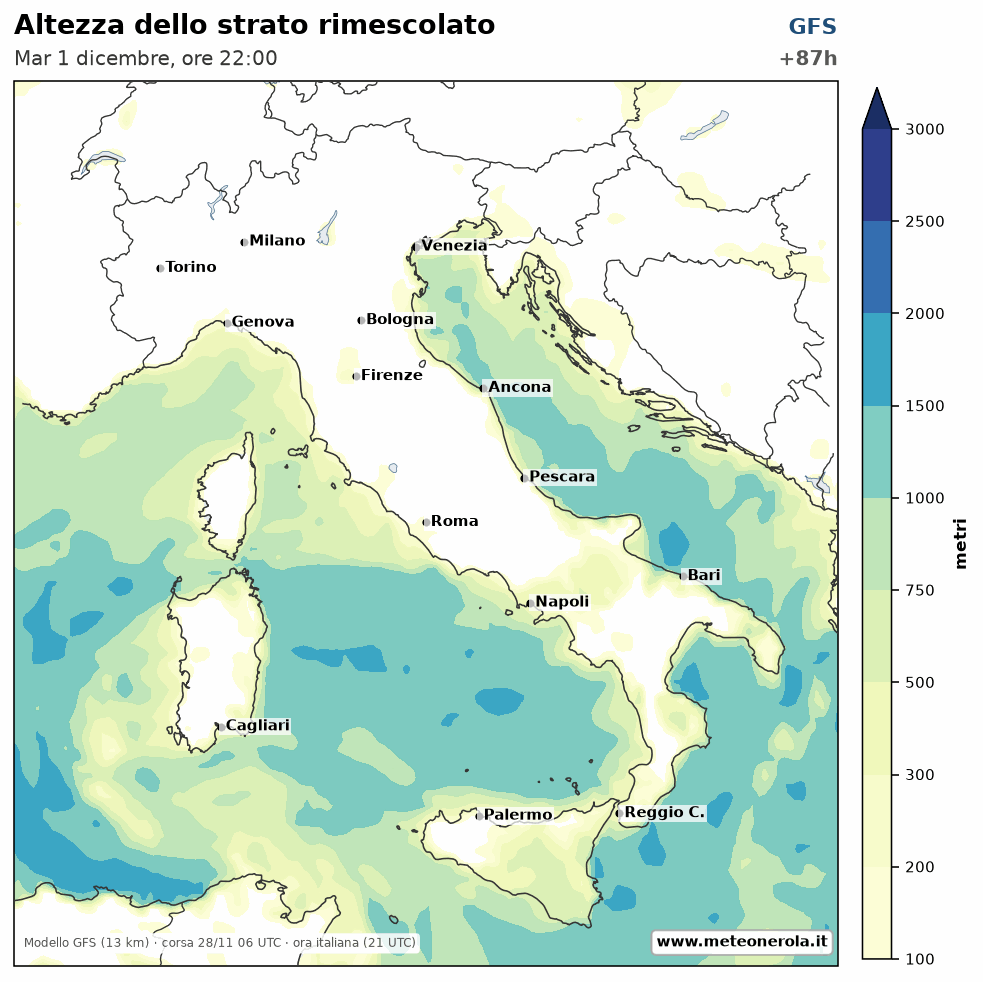 Altezza dello strato rimescolato
GFS
Mar 1 dicembre, ore 22:00
+87h
3000
2500
2000
1500
1000
750
500
300
200
100
metri
Venezia
Milano
Torino
Genova
Bologna
Firenze
Ancona
Pescara
Roma
Bari
Napoli
Cagliari
Palermo
Reggio C.
Modello GFS (13 km) · corsa 28/11 06 UTC · ora italiana (21 UTC)
www.meteonerola.it